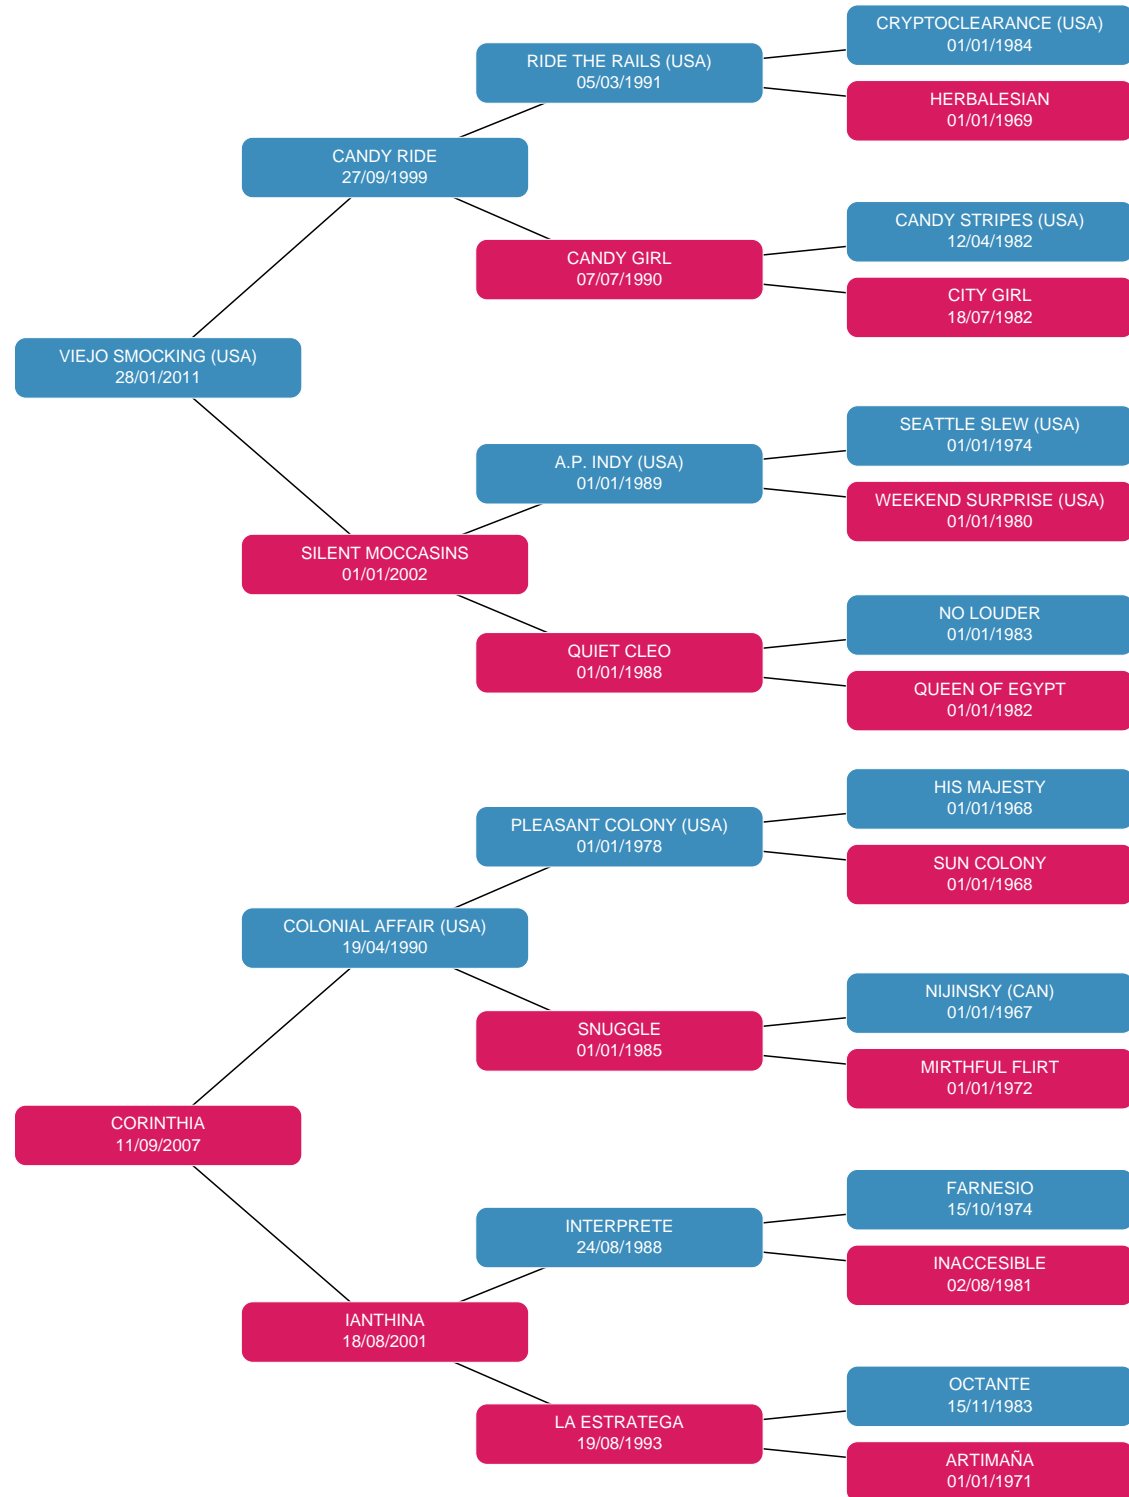 CRYPTOCLEARANCE (USA)
01/01/1984
RIDE THE RAILS (USA)
05/03/1991
HERBALESIAN
01/01/1969
CANDY RIDE
27/09/1999
CANDY STRIPES (USA)
12/04/1982
CANDY GIRL
07/07/1990
CITY GIRL
18/07/1982
VIEJO SMOCKING (USA)
28/01/2011
SEATTLE SLEW (USA)
01/01/1974
A.P. INDY (USA)
01/01/1989
WEEKEND SURPRISE (USA)
01/01/1980
SILENT MOCCASINS
01/01/2002
NO LOUDER
01/01/1983
QUIET CLEO
01/01/1988
QUEEN OF EGYPT
01/01/1982
HIS MAJESTY
01/01/1968
PLEASANT COLONY (USA)
01/01/1978
SUN COLONY
01/01/1968
COLONIAL AFFAIR (USA)
19/04/1990
NIJINSKY (CAN)
01/01/1967
SNUGGLE
01/01/1985
MIRTHFUL FLIRT
01/01/1972
CORINTHIA
11/09/2007
FARNESIO
15/10/1974
INTERPRETE
24/08/1988
INACCESIBLE
02/08/1981
IANTHINA
18/08/2001
OCTANTE
15/11/1983
LA ESTRATEGA
19/08/1993
ARTIMAÑA
01/01/1971